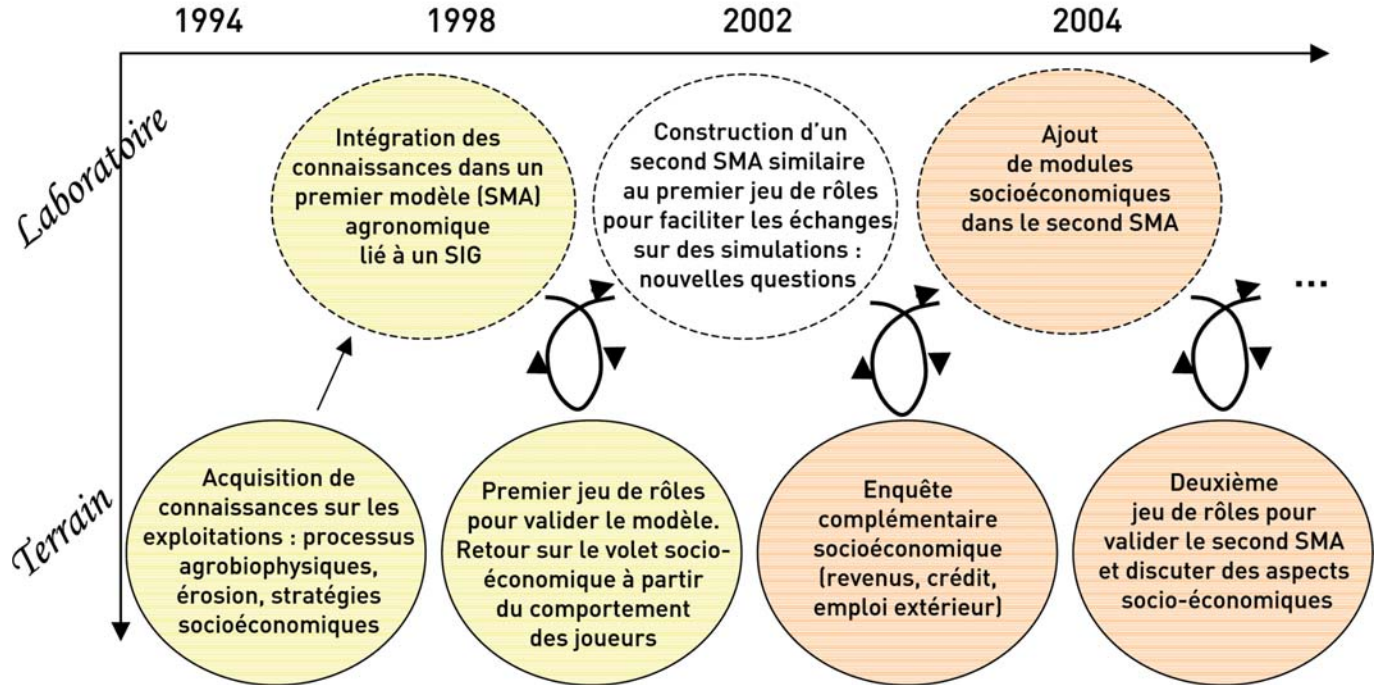 1994 1998 2002 2004
Laboratoire
Intégration des
connaissances dans un
premier modèle (SMA)
agronomique
lié à un SIG
Construction d'un
second SMA similaire
au premier jeu de rôles
pour faciliter les échanges
sur des simulations :
nouvelles questions
Ajout
de modules
socioéconomiques
dans le second SMA
...
Terrain
Acquisition de
connaissances sur les
exploitations : processus
agrobiophysiques,
érosion, stratégies
socioéconomiques
Premier jeu de rôles
pour valider le modèle.
Retour sur le volet socio-
économique à partir
du comportement
des joueurs
Enquête
complémentaire
socioéconomique
(revenus, crédit,
emploi extérieur)
Deuxième
jeu de rôles pour
valider le second SMA
et discuter des aspects
socio-économiques